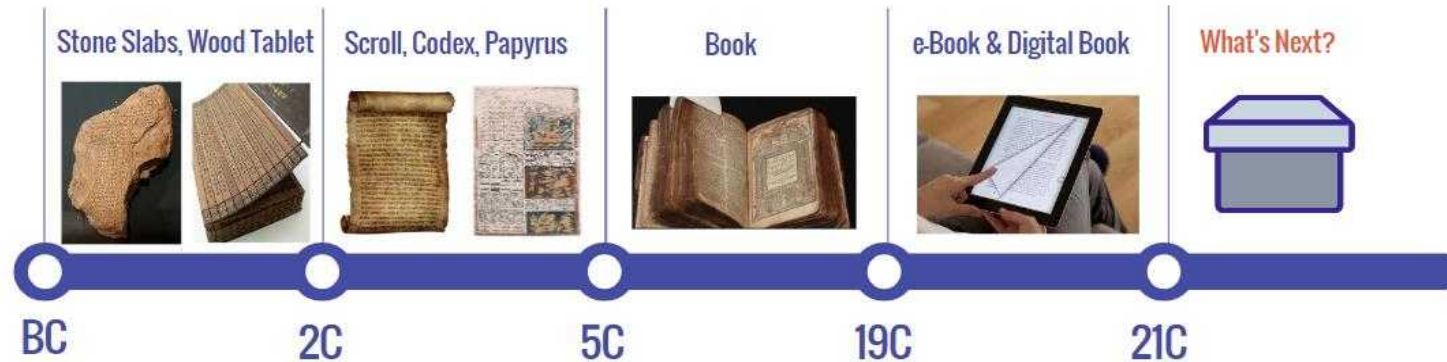 Stone Slabs, Wood Tablet
Scroll, Codex, Papyrus
Book
e-Book & Digital Book
What's Next?
BC
2C
5C
19C
21C